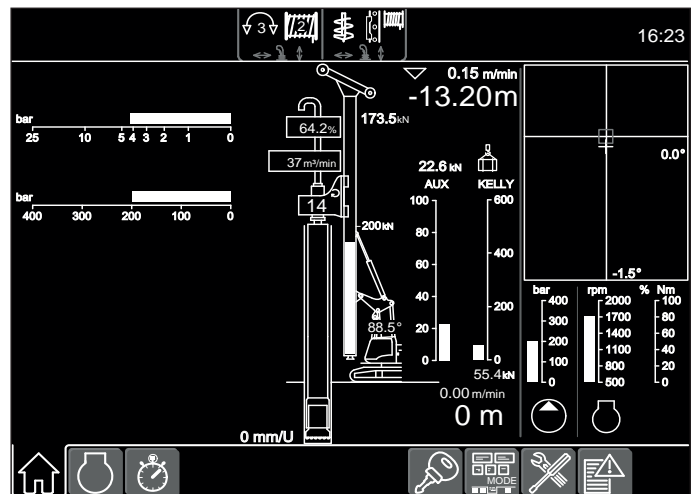 3 2
16:23
0.15 m/min
-13.20m
bar
25 10 5 4 3 2 1 0
64.2%
173.5kN
37 m³/min
14
bar
400 300 200 100 0
200kN
88.5°
22.6 kN
AUX KELLY
100 600
80
400
60
40
200
20
0 0
55.4kN
0.00 m/min
0 m
0 mm/U
0.0°
-1.5°
bar rpm % Nm
400 2000 100
300 1700 80
1400 60
200 1100 40
100 800 20
0 500 0
MODE